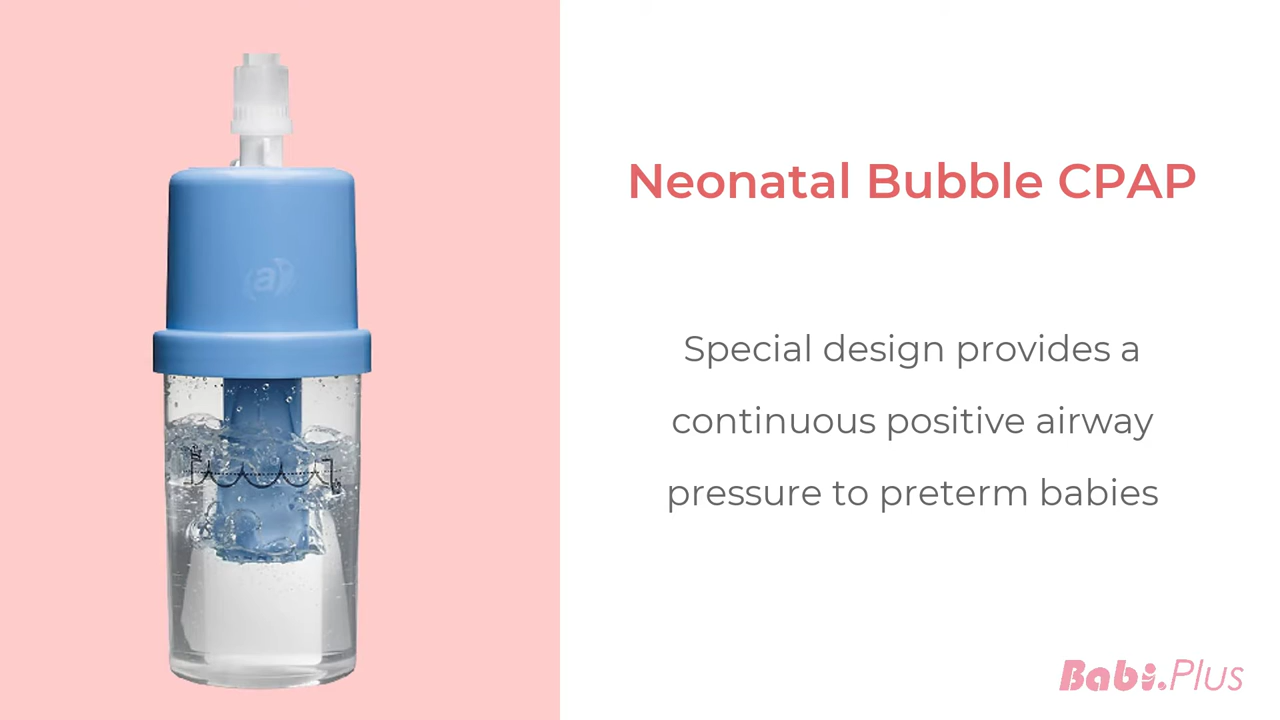 Neonatal Bubble CPAP
Special design provides a
continuous positive airway
pressure to preterm babies
(a)
Babi.Plus